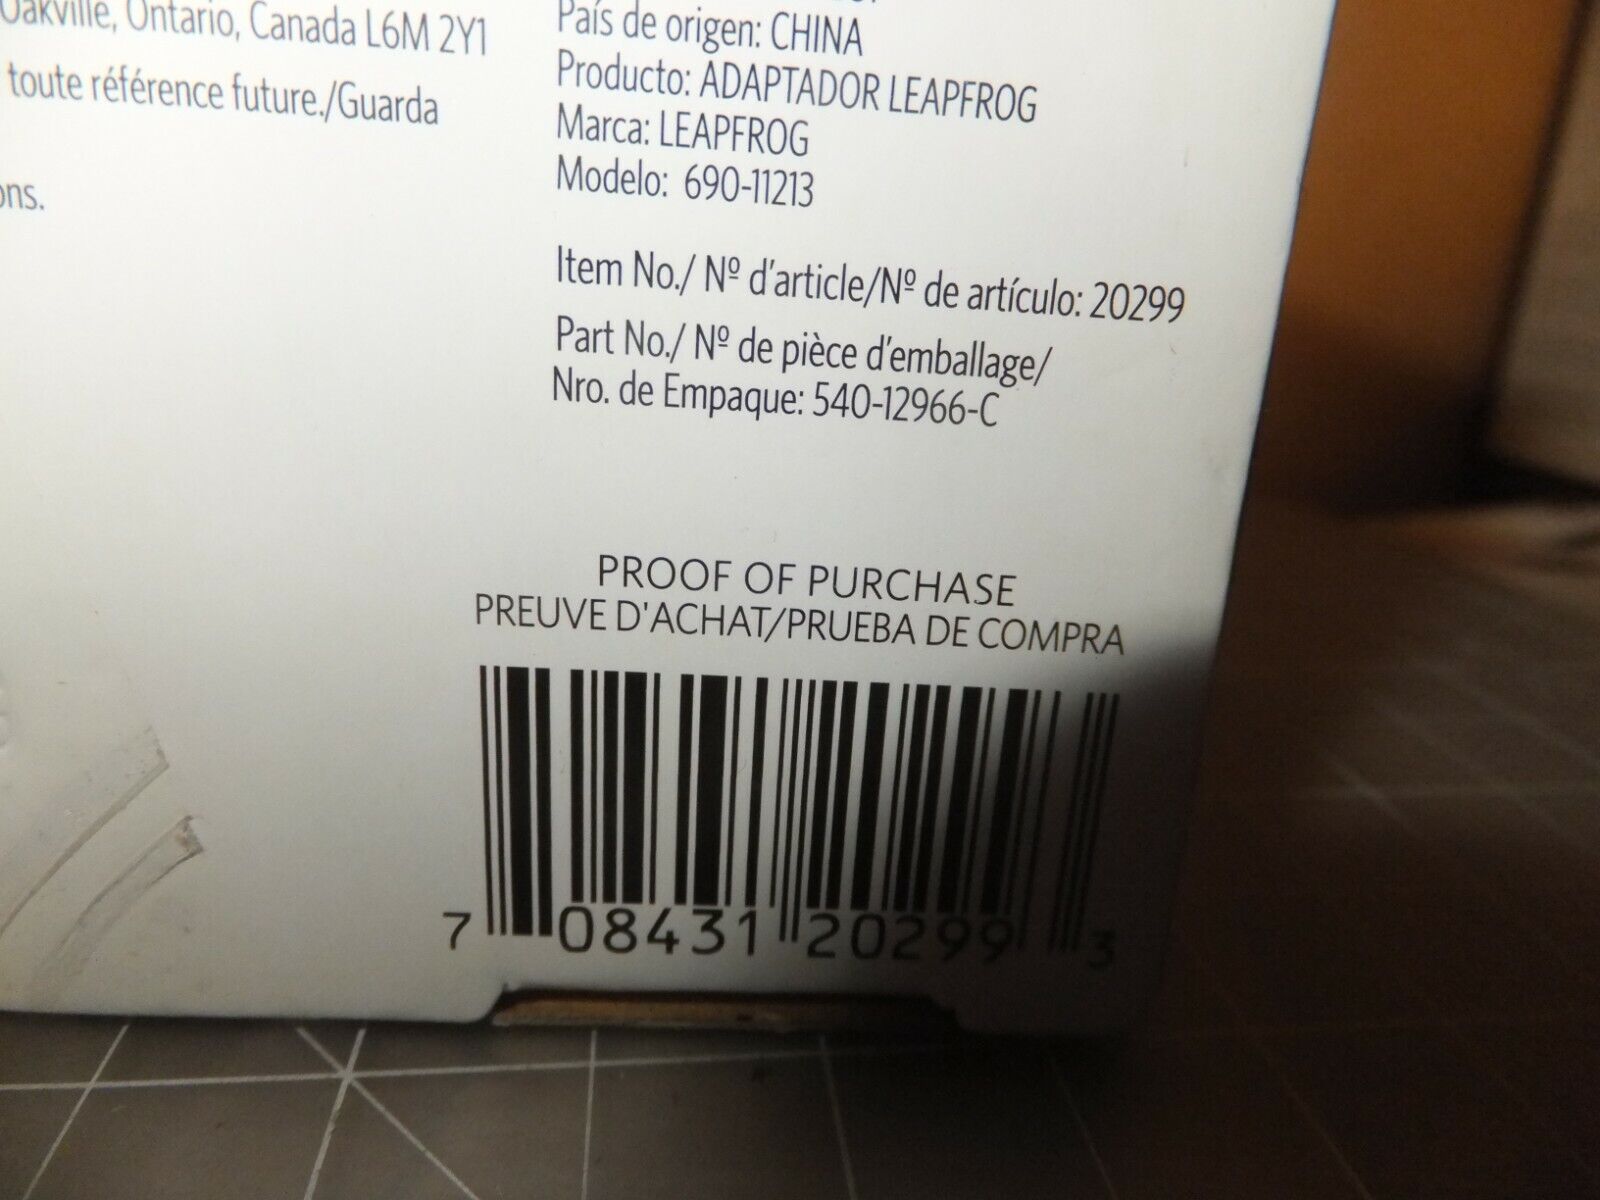 Oakville, Ontario, Canada L6M 2Y1
toute référence future./Guarda
ons.
País de origen: CHINA
Producto: ADAPTADOR LEAPFROG
Marca: LEAPFROG
Modelo: 690-11213
Item No./ Nº d'article/Nº de artículo: 20299
Part No./ Nº de pièce d'emballage/
Nro. de Empaque: 540-12966-C
PROOF OF PURCHASE
PREUVE D'ACHAT/PRUEBA DE COMPRA
7 08431 20299 3